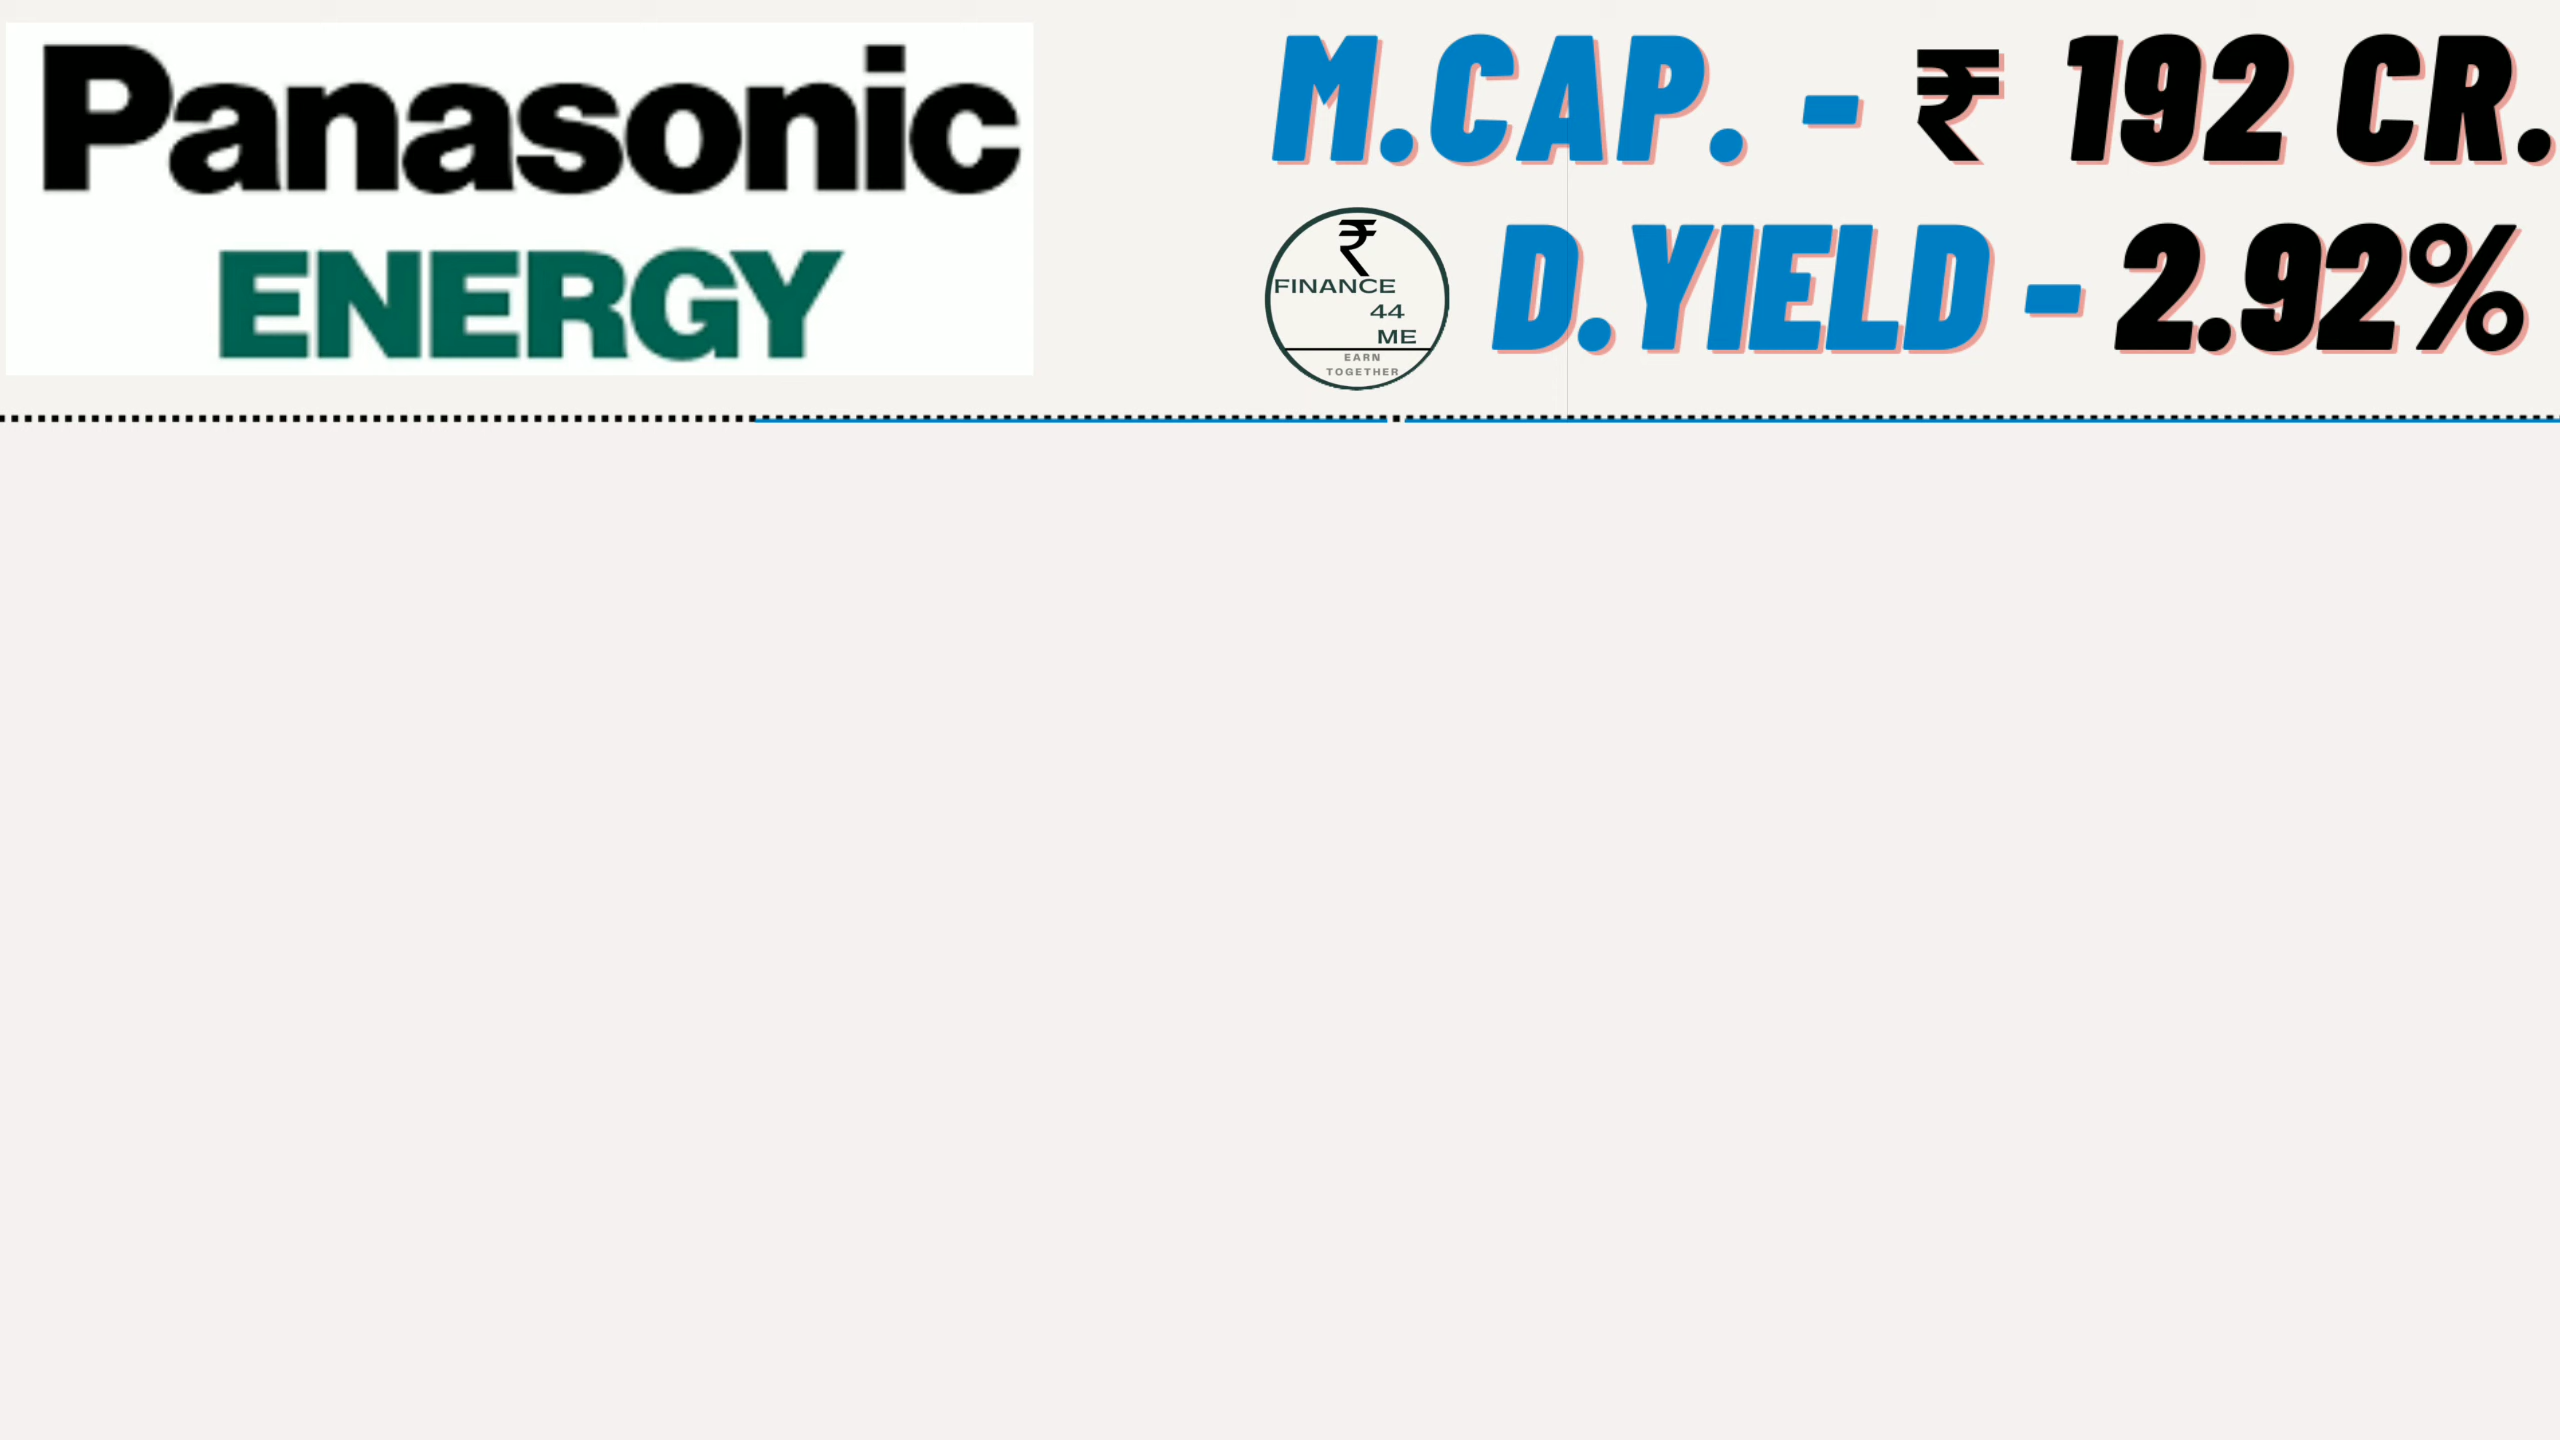 Panasonic
ENERGY
M.CAP. - ₹ 192 CR.
D.YIELD - 2.92%
₹
FINANCE
44
ME
EARN
TOGETHER